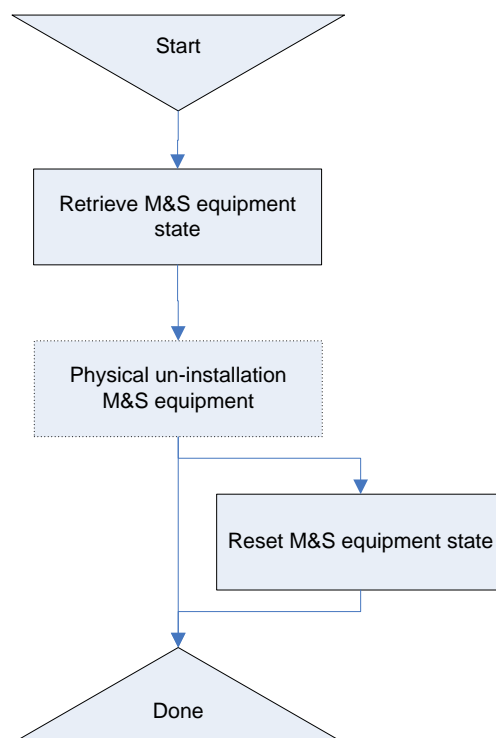 Start
Retrieve M&S equipment
state
Physical un-installation
M&S equipment
Reset M&S equipment state
Done